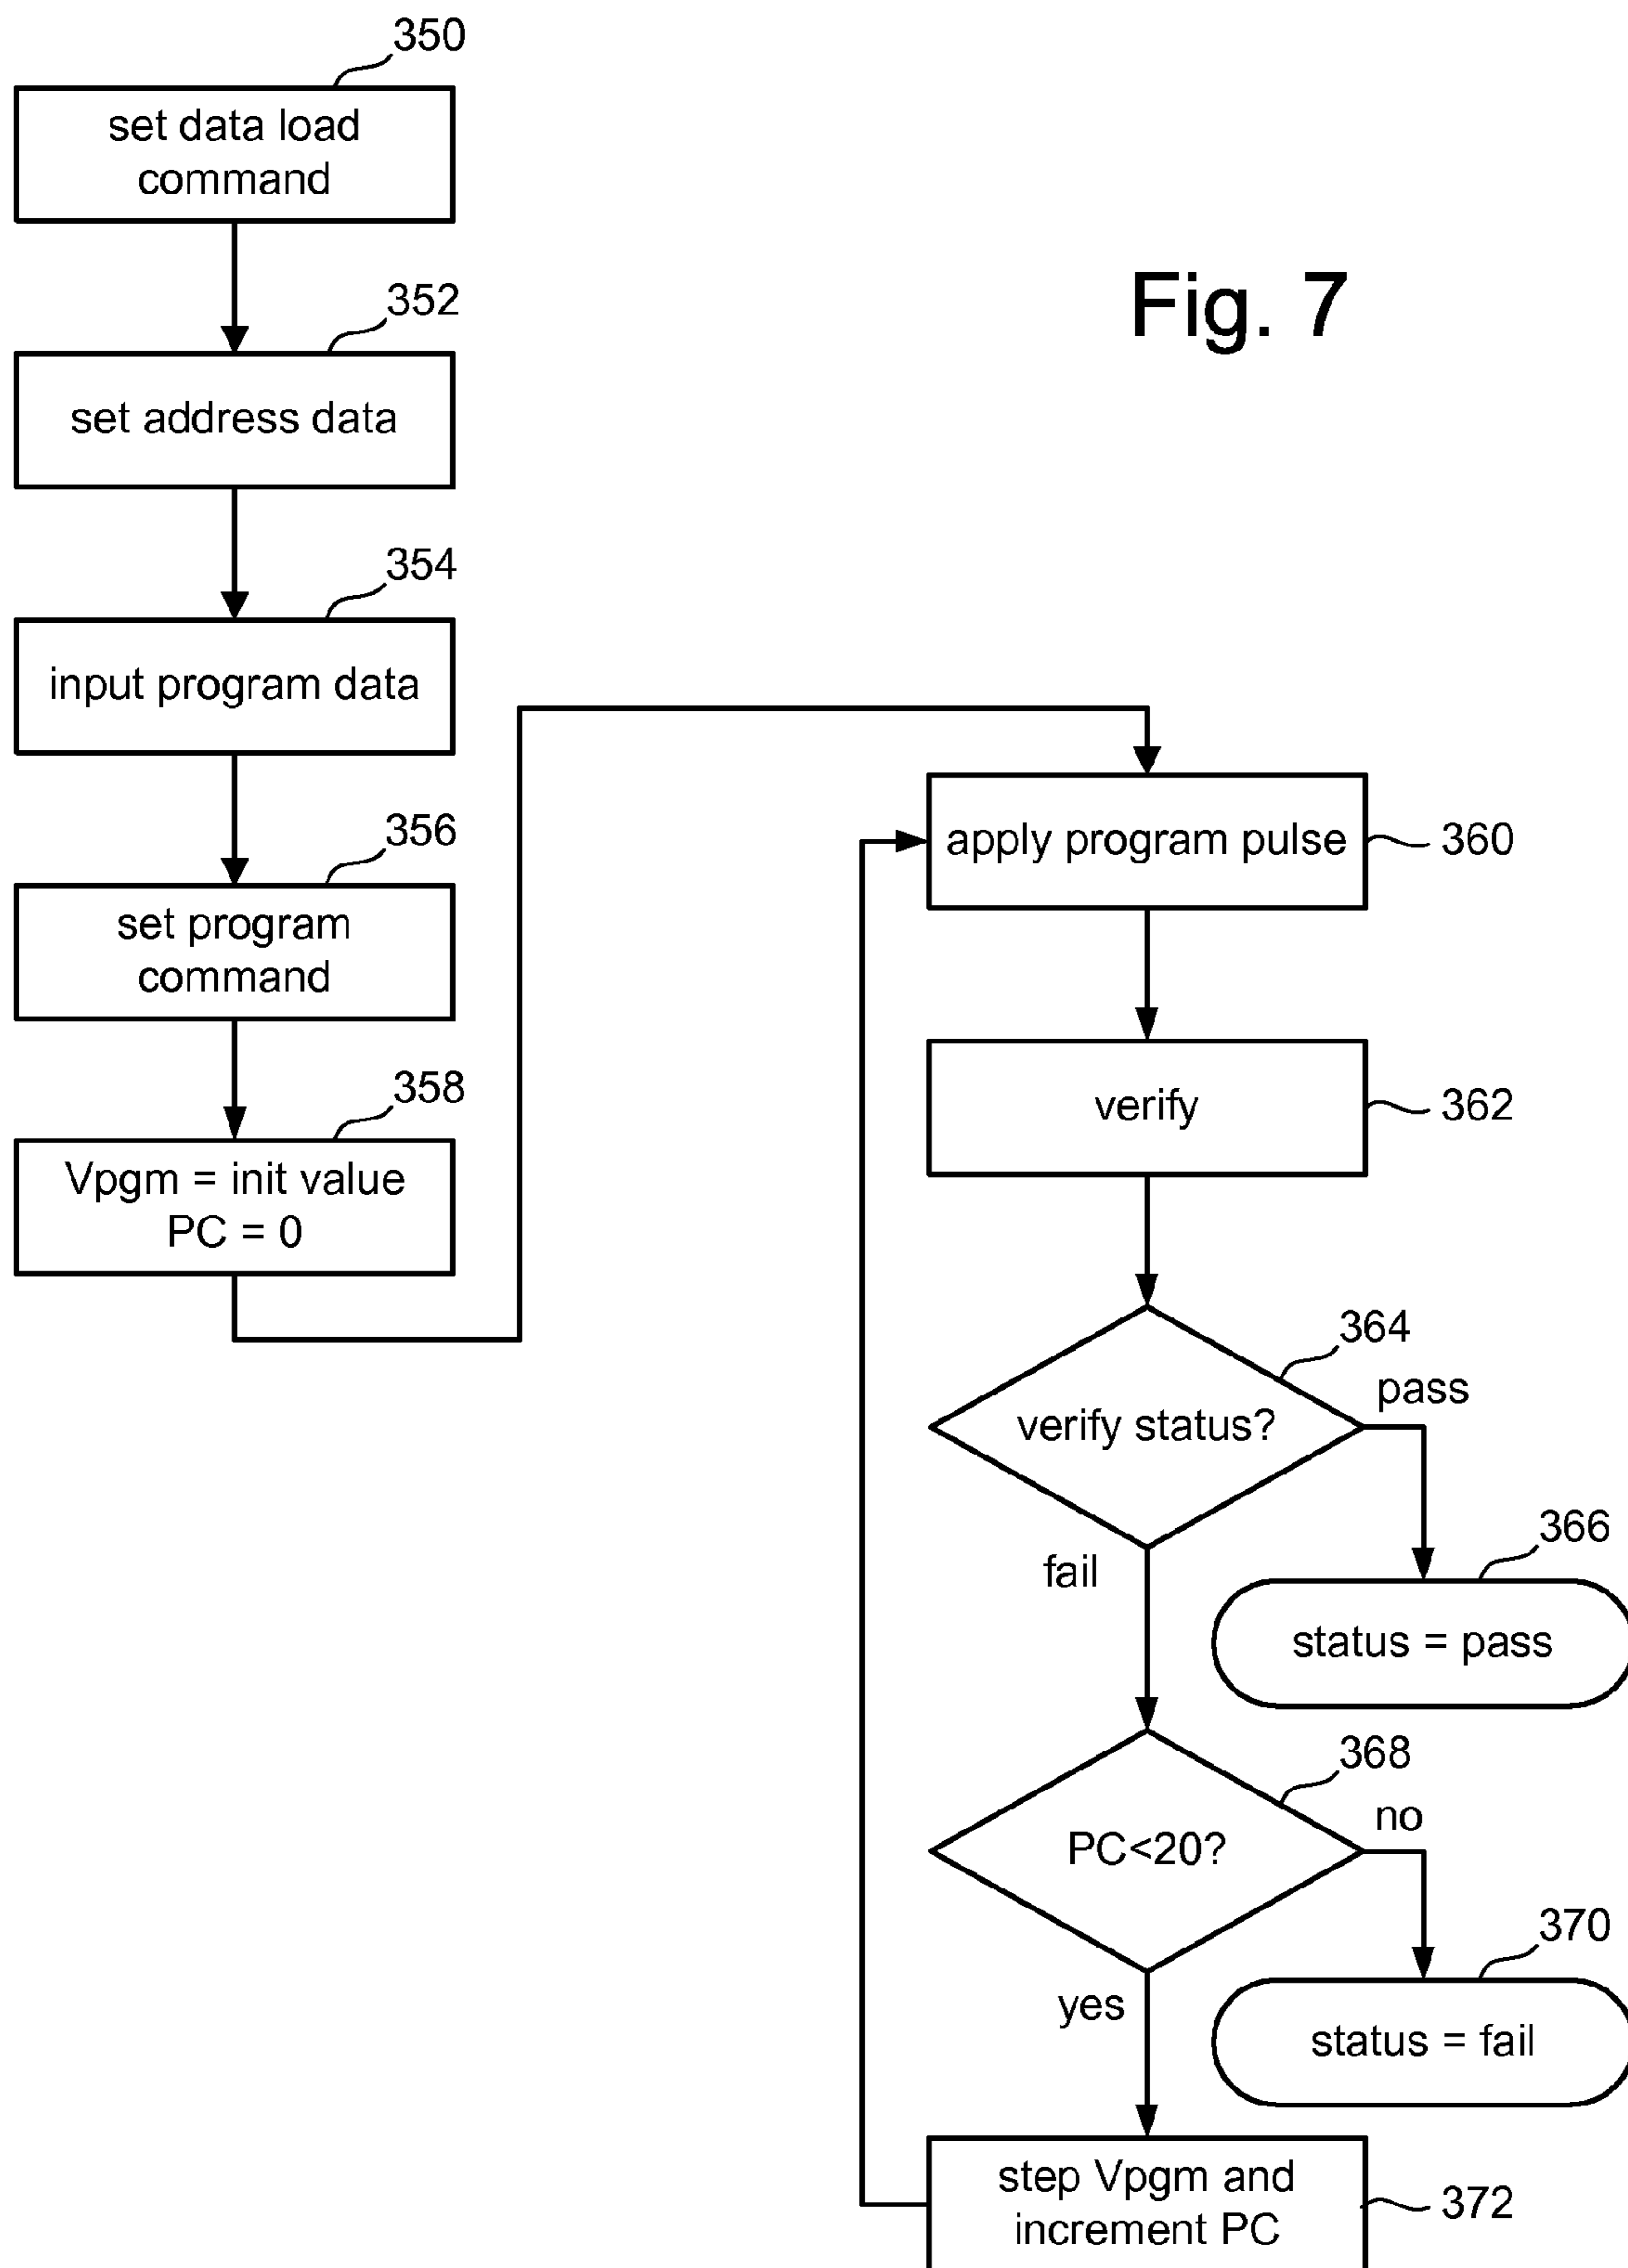 350
set data load
command
352
set address data
354
input program data
356
set program
command
358
Vpgm = init value
PC = 0
Fig. 7
apply program pulse
360
verify
362
364
verify status?
pass
fail
366
status = pass
368
PC<20?
no
yes
370
status = fail
step Vpgm and
increment PC
372